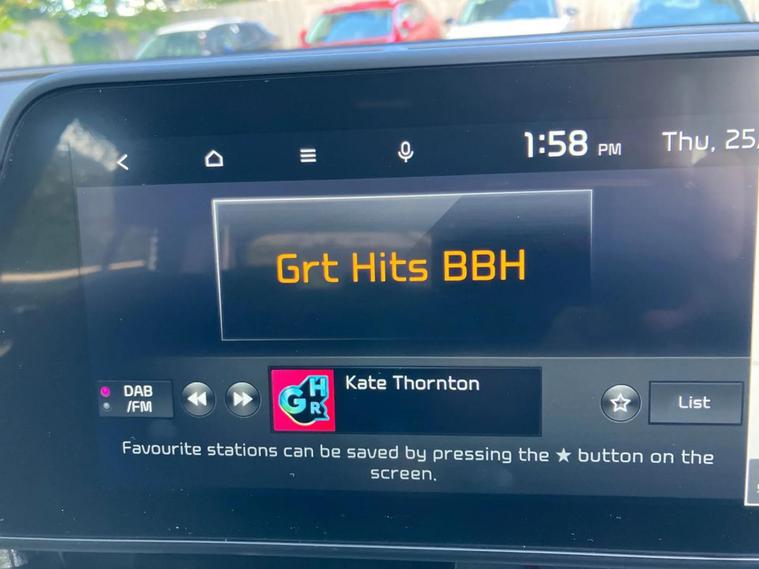 1:58 PM Thu, 25/
Grt Hits BBH
DAB
/FM
GHR
Kate Thornton
List
Favourite stations can be saved by pressing the ★ button on the
screen.